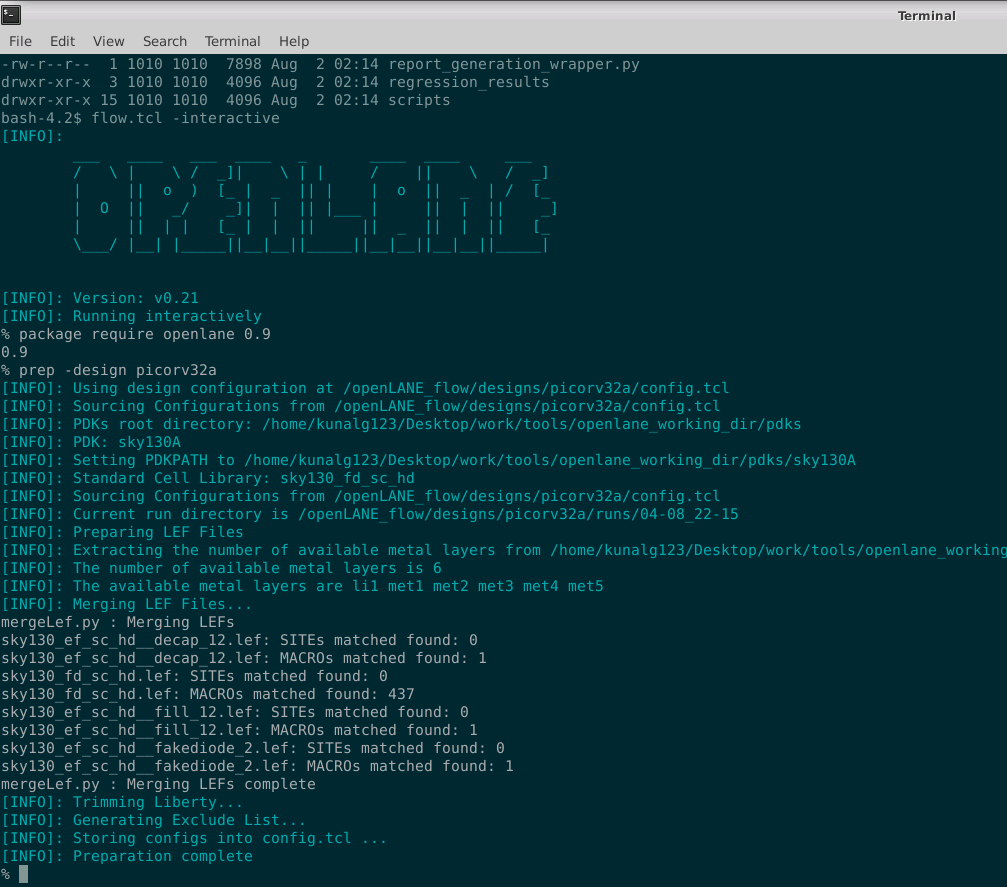 Terminal
File Edit View Search Terminal Help
-rw-r--r--  1 1010 1010  7898 Aug  2 02:14 report_generation_wrapper.py
drwxr-xr-x  3 1010 1010  4096 Aug  2 02:14 regression_results
drwxr-xr-x 15 1010 1010  4096 Aug  2 02:14 scripts
bash-4.2$ flow.tcl -interactive
[INFO]:
OPENLANE
[INFO]: Version: v0.21
[INFO]: Running interactively
% package require openlane 0.9
0.9
% prep -design picorv32a
[INFO]: Using design configuration at /openLANE_flow/designs/picorv32a/config.tcl
[INFO]: Sourcing Configurations from /openLANE_flow/designs/picorv32a/config.tcl
[INFO]: PDKs root directory: /home/kunalg123/Desktop/work/tools/openlane_working_dir/pdks
[INFO]: PDK: sky130A
[INFO]: Setting PDKPATH to /home/kunalg123/Desktop/work/tools/openlane_working_dir/pdks/sky130A
[INFO]: Standard Cell Library: sky130_fd_sc_hd
[INFO]: Sourcing Configurations from /openLANE_flow/designs/picorv32a/config.tcl
[INFO]: Current run directory is /openLANE_flow/designs/picorv32a/runs/04-08_22-15
[INFO]: Preparing LEF Files
[INFO]: Extracting the number of available metal layers from /home/kunalg123/Desktop/work/tools/openlane_working
[INFO]: The number of available metal layers is 6
[INFO]: The available metal layers are li1 met1 met2 met3 met4 met5
[INFO]: Merging LEF Files...
mergeLef.py : Merging LEFs
sky130_ef_sc_hd__decap_12.lef: SITEs matched found: 0
sky130_ef_sc_hd__decap_12.lef: MACROs matched found: 1
sky130_fd_sc_hd.lef: SITEs matched found: 0
sky130_fd_sc_hd.lef: MACROs matched found: 437
sky130_ef_sc_hd__fill_12.lef: SITEs matched found: 0
sky130_ef_sc_hd__fill_12.lef: MACROs matched found: 1
sky130_ef_sc_hd__fakediode_2.lef: SITEs matched found: 0
sky130_ef_sc_hd__fakediode_2.lef: MACROs matched found: 1
mergeLef.py : Merging LEFs complete
[INFO]: Trimming Liberty...
[INFO]: Generating Exclude List...
[INFO]: Storing configs into config.tcl ...
[INFO]: Preparation complete
%